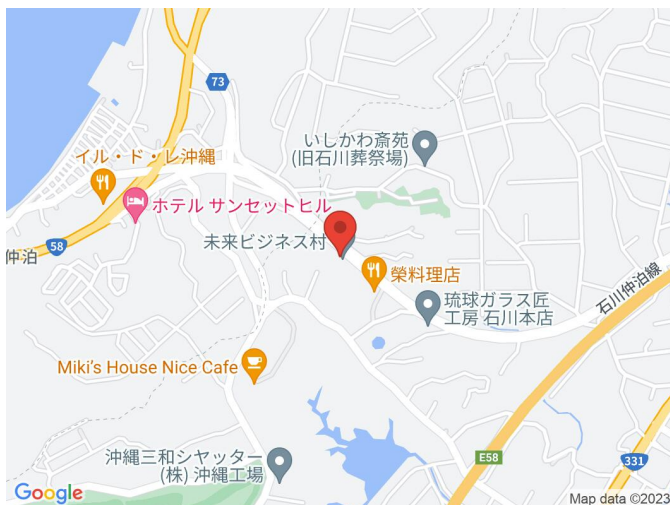 73
いしかわ斎苑
(旧石川葬祭場)
イル・ド・レ沖縄
ホテル サンセットヒル
58
仲泊
未来ビジネス村
榮料理店
琉球ガラス匠
工房 石川本店
石川仲泊線
Miki's House Nice Cafe
沖縄三和シヤッター
(株) 沖縄工場
E58
331
Google
Map data ©2023